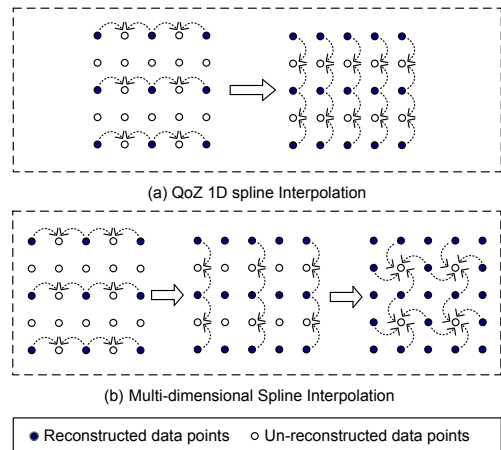 (a) QoZ 1D spline Interpolation
(b) Multi-dimensional Spline Interpolation
Reconstructed data points Un-reconstructed data points